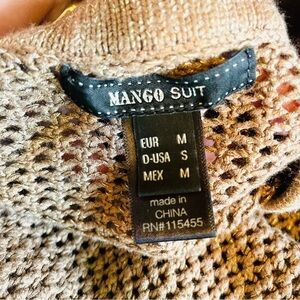 MANGO SUIT
EUR M
D-USA S
MEX M
made in
CHINA
RN#115455